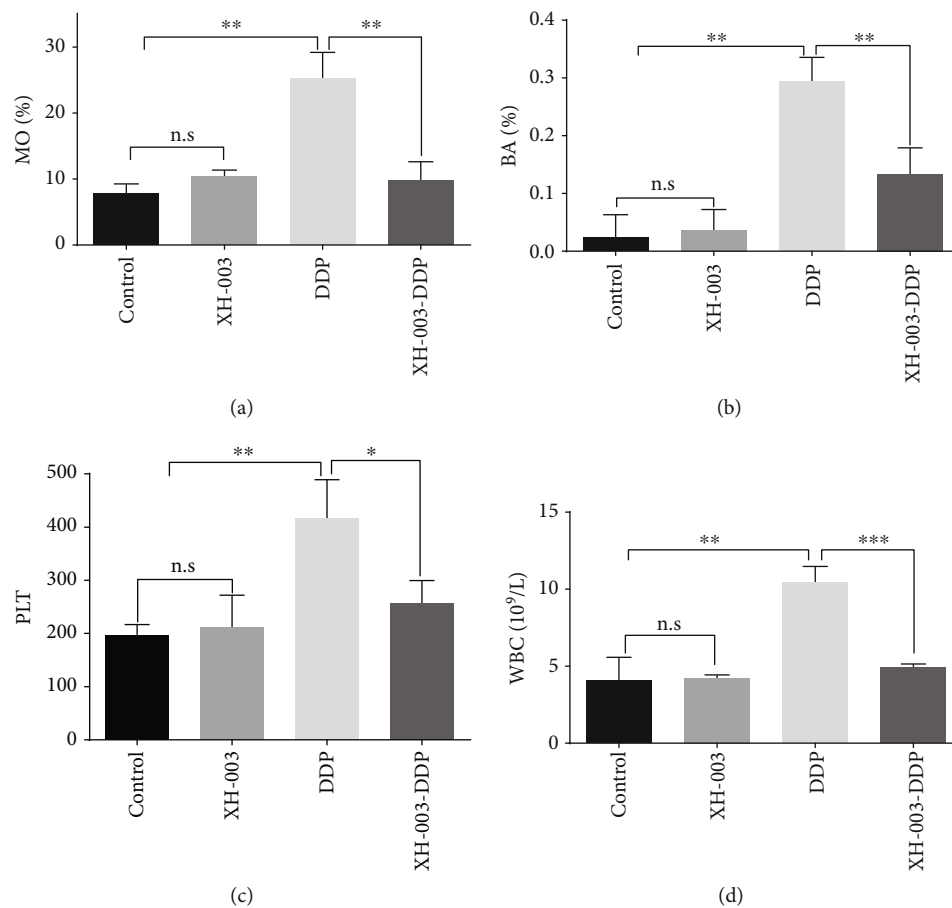 MO (%)
30
20
10
0
**
**
n.s
Control
XH-003
DDP
XH-003-DDP
(a)
BA (%)
0.4
0.3
0.2
0.1
0.0
**
**
n.s
Control
XH-003
DDP
XH-003-DDP
(b)
PLT
500
400
300
200
100
0
**
*
n.s
Control
XH-003
DDP
XH-003-DDP
(c)
WBC (10⁹/L)
15
10
5
0
**
***
n.s
Control
XH-003
DDP
XH-003-DDP
(d)